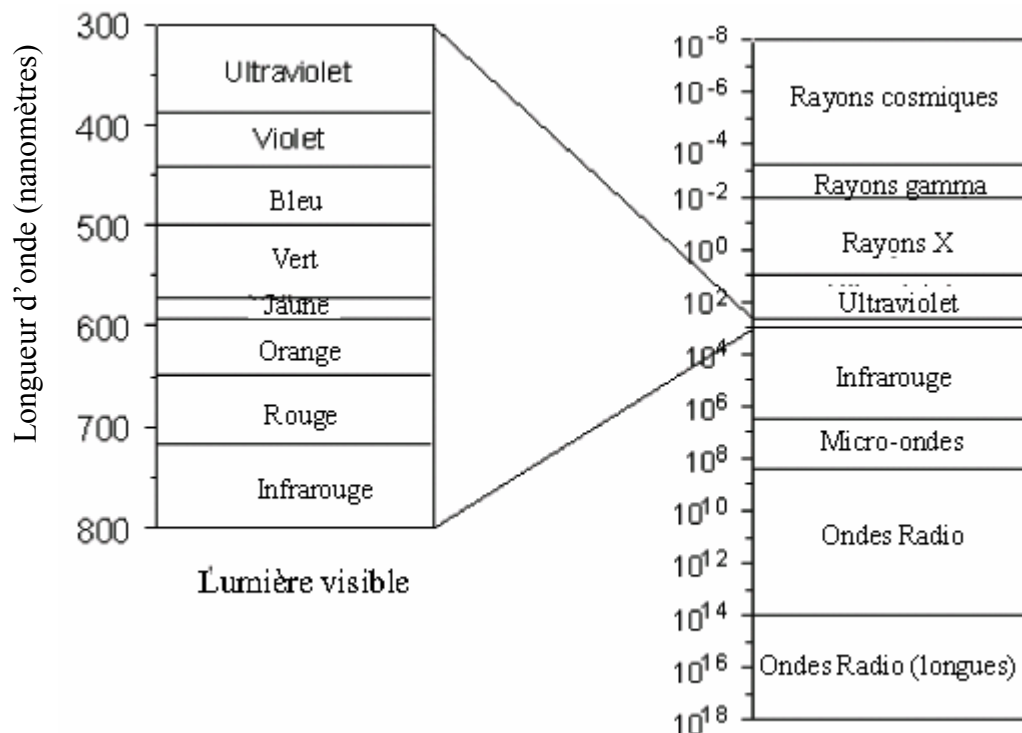 Longueur d'onde (nanomètres)
300
400
500
600
700
800
Ultraviolet
Violet
Bleu
Vert
Jaune
Orange
Rouge
Infrarouge
Lumière visible
10⁻⁸
10⁻⁶
10⁻⁴
10⁻²
10⁰
10²
10⁴
10⁶
10⁸
10¹⁰
10¹²
10¹⁴
10¹⁶
10¹⁸
Rayons cosmiques
Rayons gamma
Rayons X
Ultraviolet
Infrarouge
Micro-ondes
Ondes Radio
Ondes Radio (longues)